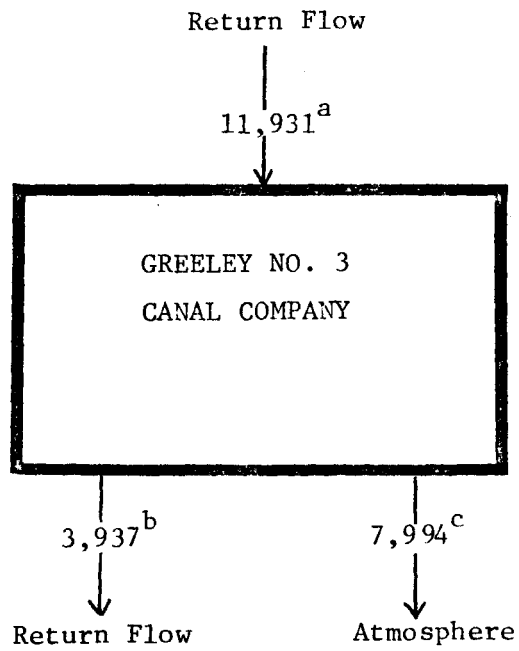 Return Flow
11,931a
GREELEY NO. 3
CANAL COMPANY
3,937b
7,994c
Return Flow
Atmosphere